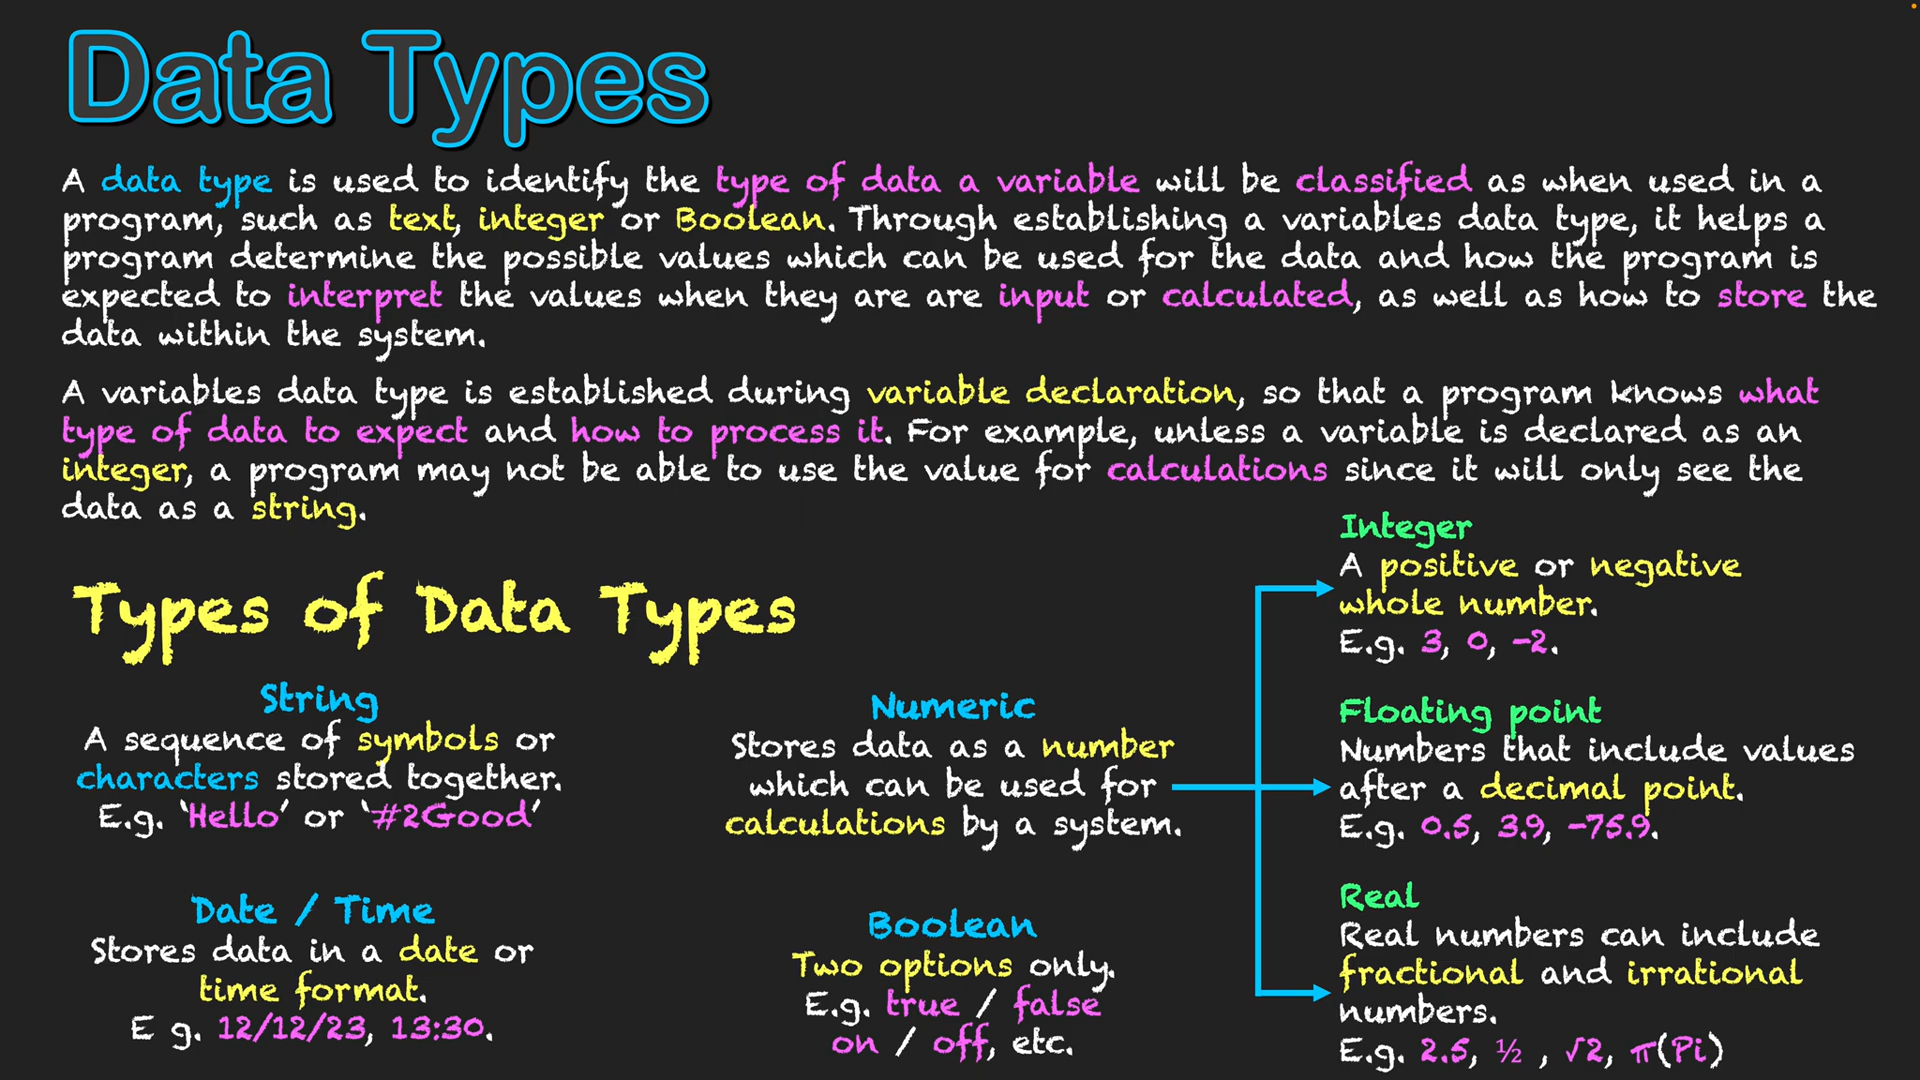 Data Types
A data type is used to identify the type of data a variable will be classified as when used in a
program, such as text, integer or Boolean. Through establishing a variables data type, it helps a
program determine the possible values which can be used for the data and how the program is
expected to interpret the values when they are are input or calculated, as well as how to store the
data within the system.
A variables data type is established during variable declaration, so that a program knows what
type of data to expect and how to process it. For example, unless a variable is declared as an
integer, a program may not be able to use the value for calculations since it will only see the
data as a string.
Types of Data Types
String
A sequence of symbols or
characters stored together.
E.g. 'Hello' or '#2Good'
Date / Time
Stores data in a date or
time format.
E g. 12/12/23, 13:30.
Numeric
Stores data as a number
which can be used for
calculations by a system.
Boolean
Two options only.
E.g. true / false
on / off, etc.
Integer
A positive or negative
whole number.
E.g. 3, 0, -2.
Floating point
Numbers that include values
after a decimal point.
E.g. 0.5, 3.9, -75.9.
Real
Real numbers can include
fractional and irrational
numbers.
E.g. 2.5, ½ , √2, π(Pi)